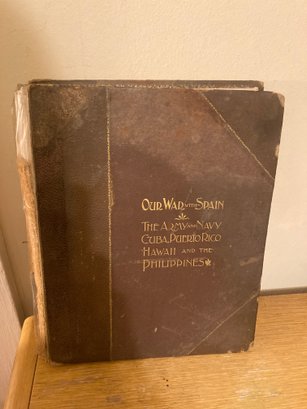 OUR WAR WITH SPAIN
THE ARMY AND NAVY
CUBA, PUERTO RICO
HAWAII AND THE
PHILIPPINES